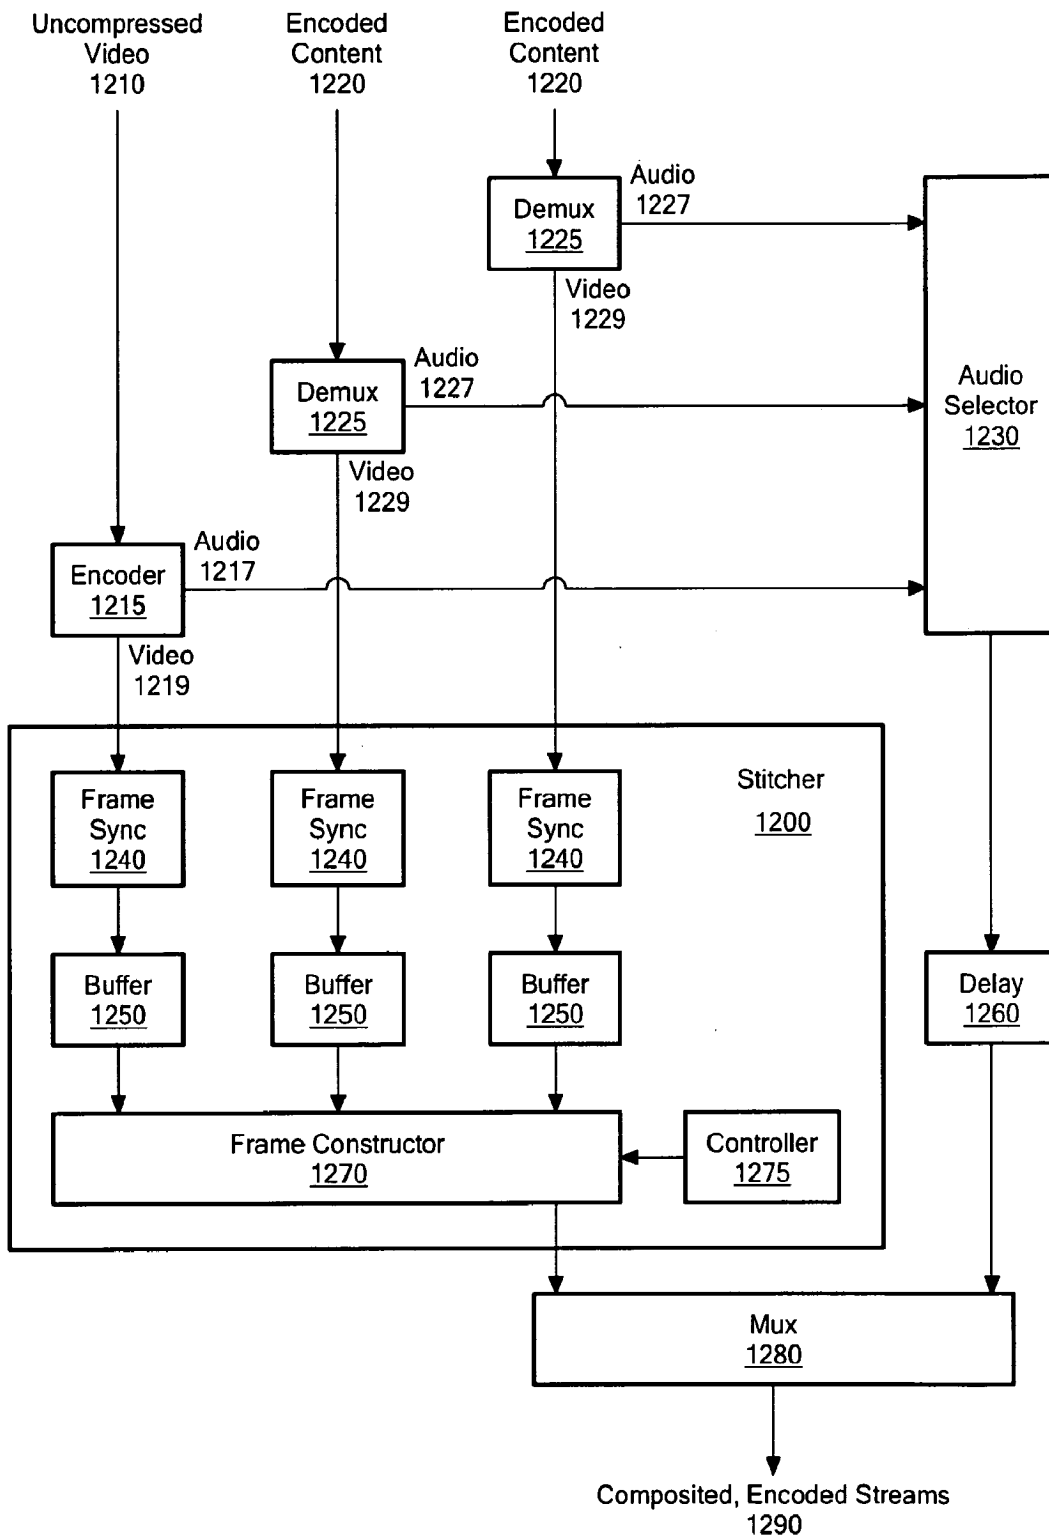 Uncompressed
Video
1210
Encoded
Content
1220
Encoded
Content
1220
Demux
1225
Audio
1227
Video
1229
Demux
1225
Audio
1227
Video
1229
Audio
Selector
1230
Encoder
1215
Audio
1217
Video
1219
Stitcher
1200
Frame
Sync
1240
Frame
Sync
1240
Frame
Sync
1240
Buffer
1250
Buffer
1250
Buffer
1250
Delay
1260
Frame Constructor
1270
Controller
1275
Mux
1280
Composited, Encoded Streams
1290